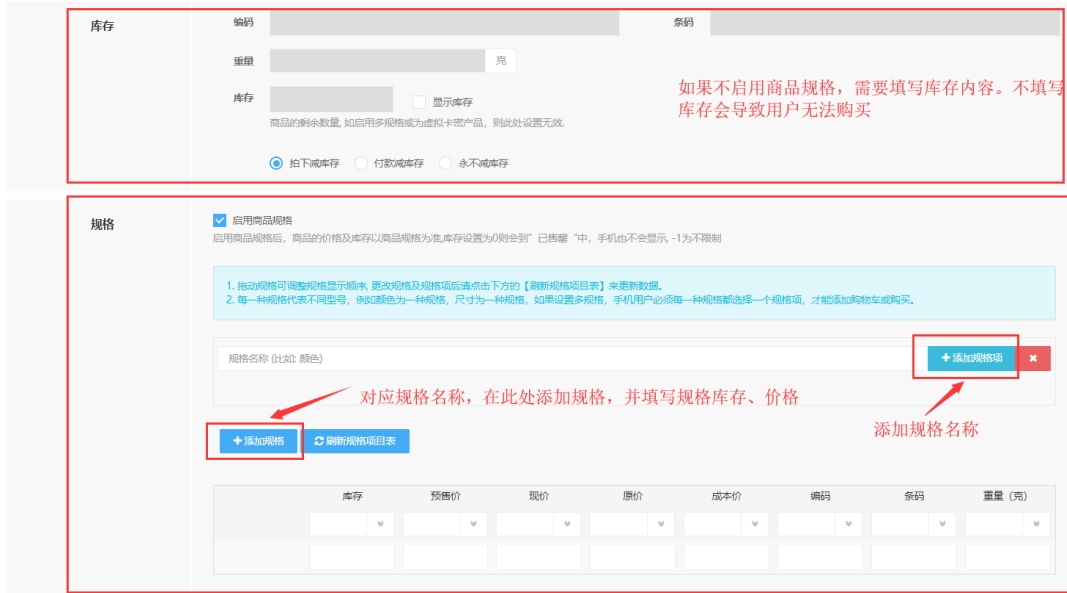 库存
编码
条码
重量
克
库存
显示库存
商品的剩余数量, 如启用多规格或为虚拟卡密产品，则此处设置无效.
如果不启用商品规格，需要填写库存内容。不填写
库存会导致用户无法购买
拍下减库存 付款减库存 永不减库存
规格
启用商品规格
启用商品规格后，商品的价格及库存以商品规格为准,库存设置为0则会到”已售罄“中，手机也不会显示, -1为不限制
1. 拖动规格可调整规格显示顺序, 更改规格及规格项后请点击下方的【刷新规格项目表】来更新数据。
2. 每一种规格代表不同型号，例如颜色为一种规格，尺寸为一种规格，如果设置多规格，手机用户必须每一种规格都选择一个规格项，才能添加购物车或购买。
规格名称 (比如: 颜色)
添加规格项
对应规格名称，在此处添加规格，并填写规格库存、价格
添加规格名称
添加规格
刷新规格项目表
库存 预售价 现价 原价 成本价 编码 条码 重量（克）